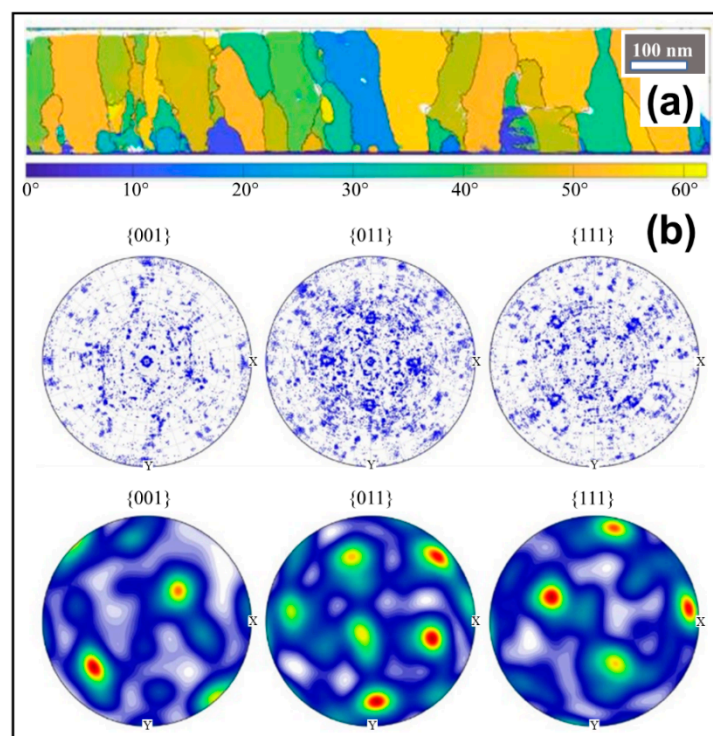 100 nm
(a)
0° 10° 20° 30° 40° 50° 60°
(b)
{001} {011} {111}
X X X
Y Y Y
{001} {011} {111}
X X X
Y Y Y